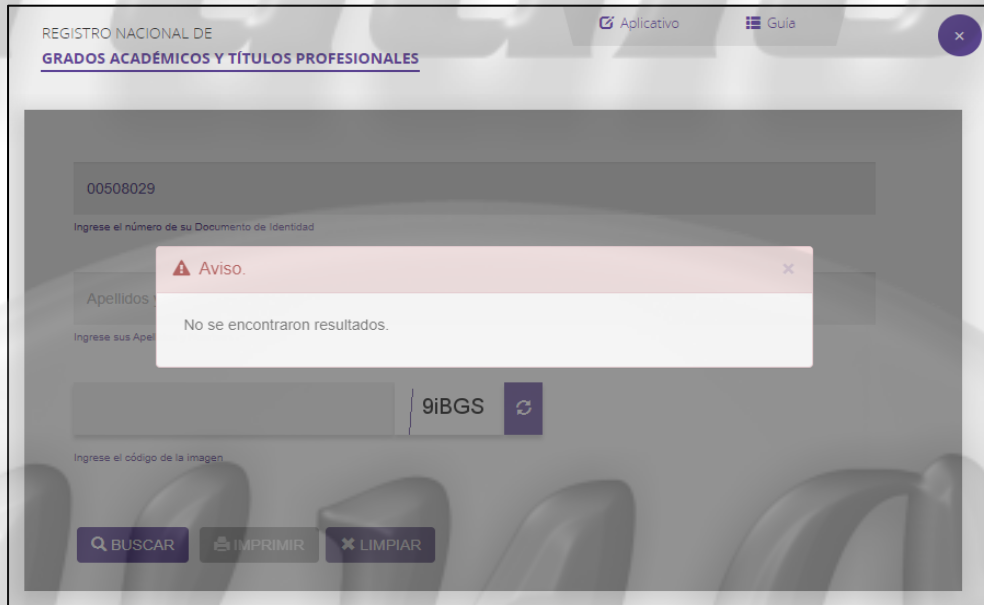 REGISTRO NACIONAL DE
GRADOS ACADÉMICOS Y TÍTULOS PROFESIONALES
Aplicativo
Guía
×
00508029
Ingrese el número de su Documento de Identidad
Aviso.
×
Apellidos
No se encontraron resultados.
Ingrese sus Apel
9iBGS
Ingrese el código de la imagen
BUSCAR
IMPRIMIR
LIMPIAR